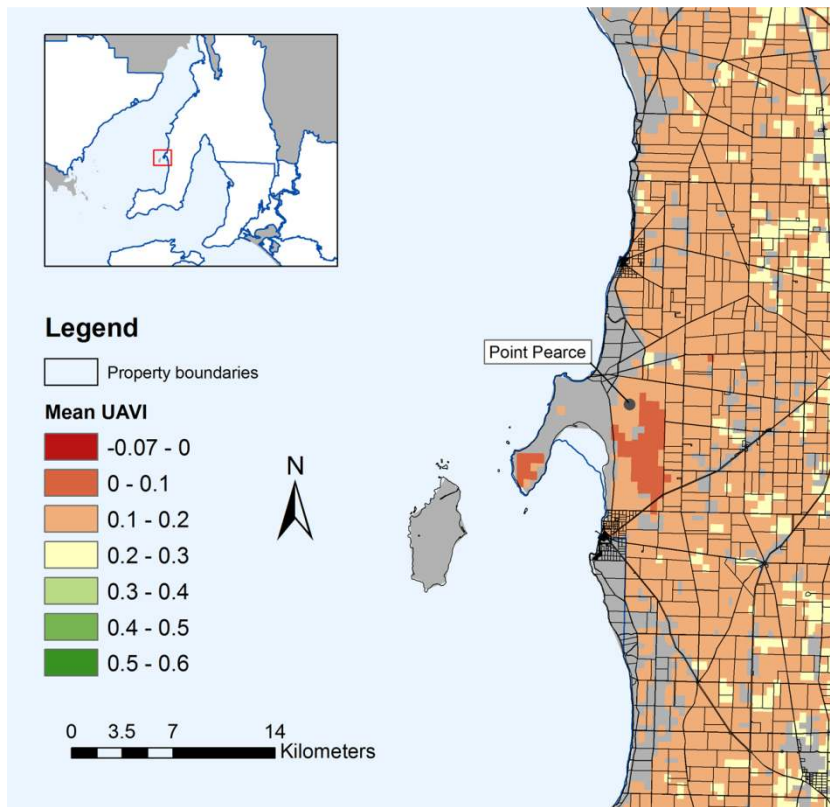 Point Pearce
Legend
Property boundaries
Mean UAVI
-0.07 - 0
0 - 0.1
0.1 - 0.2
0.2 - 0.3
0.3 - 0.4
0.4 - 0.5
0.5 - 0.6
N
0 3.5 7 14
Kilometers